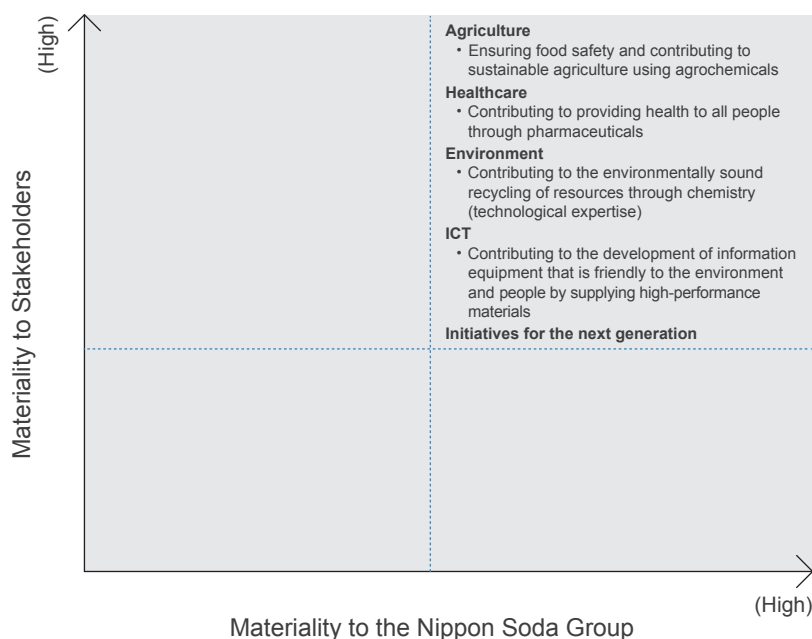 (High)
Materiality to Stakeholders
Agriculture
・Ensuring food safety and contributing to
sustainable agriculture using agrochemicals
Healthcare
・Contributing to providing health to all people
through pharmaceuticals
Environment
・Contributing to the environmentally sound
recycling of resources through chemistry
(technological expertise)
ICT
・Contributing to the development of information
equipment that is friendly to the environment
and people by supplying high-performance
materials
Initiatives for the next generation
(High)
Materiality to the Nippon Soda Group